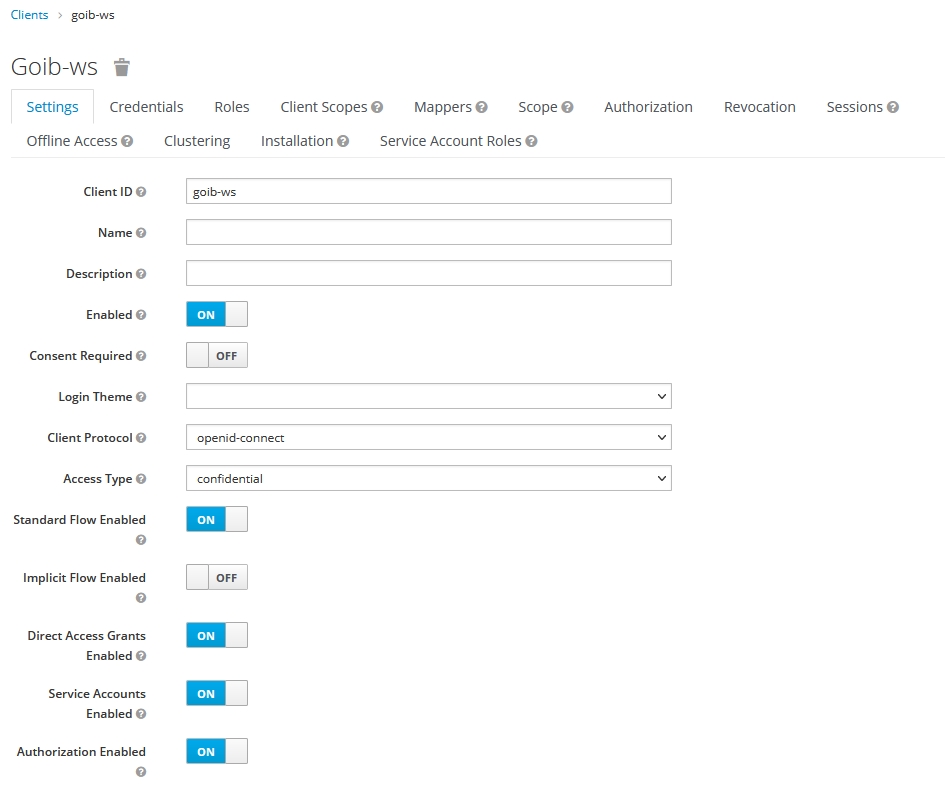 Clients > goib-ws
Goib-ws
Settings Credentials Roles Client Scopes Mappers Scope Authorization Revocation Sessions
Offline Access Clustering Installation Service Account Roles
Client ID goib-ws
Name
Description
Enabled ON
Consent Required OFF
Login Theme
Client Protocol openid-connect
Access Type confidential
Standard Flow Enabled ON
Implicit Flow Enabled OFF
Direct Access Grants ON
Enabled
Service Accounts ON
Enabled
Authorization Enabled ON